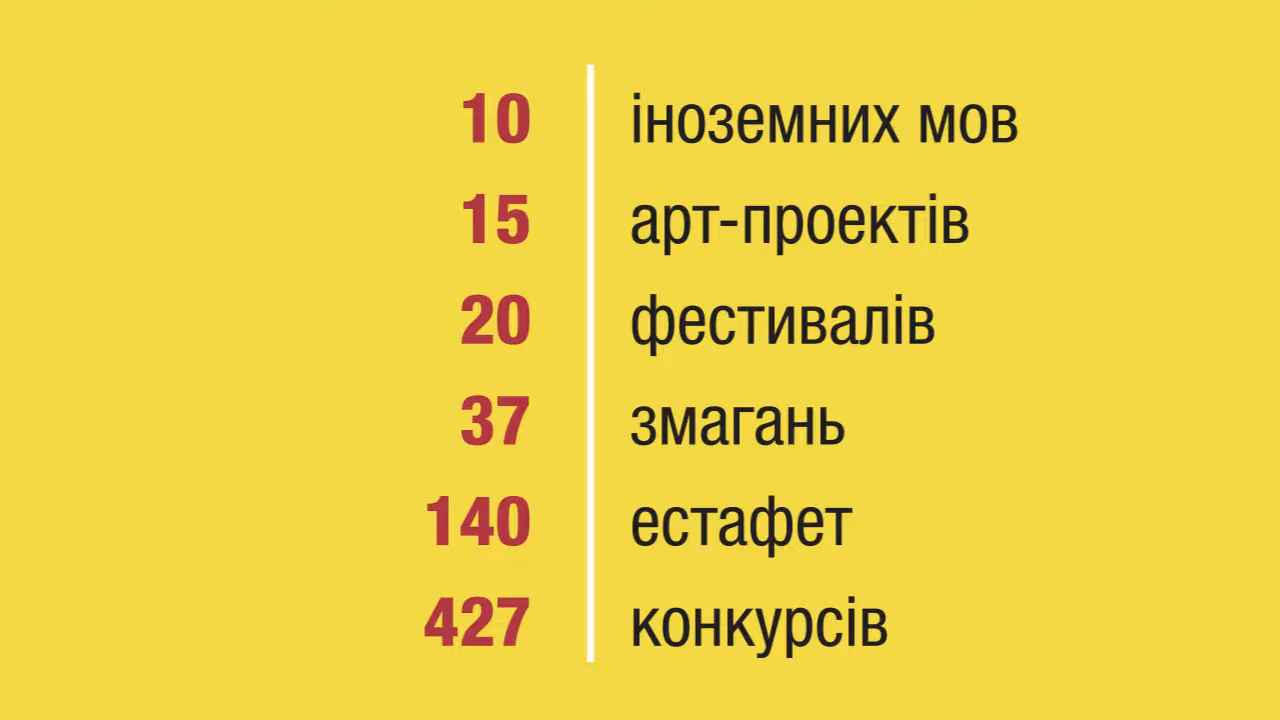 10 іноземних мов
15 арт-проектів
20 фестивалів
37 змагань
140 естафет
427 конкурсів